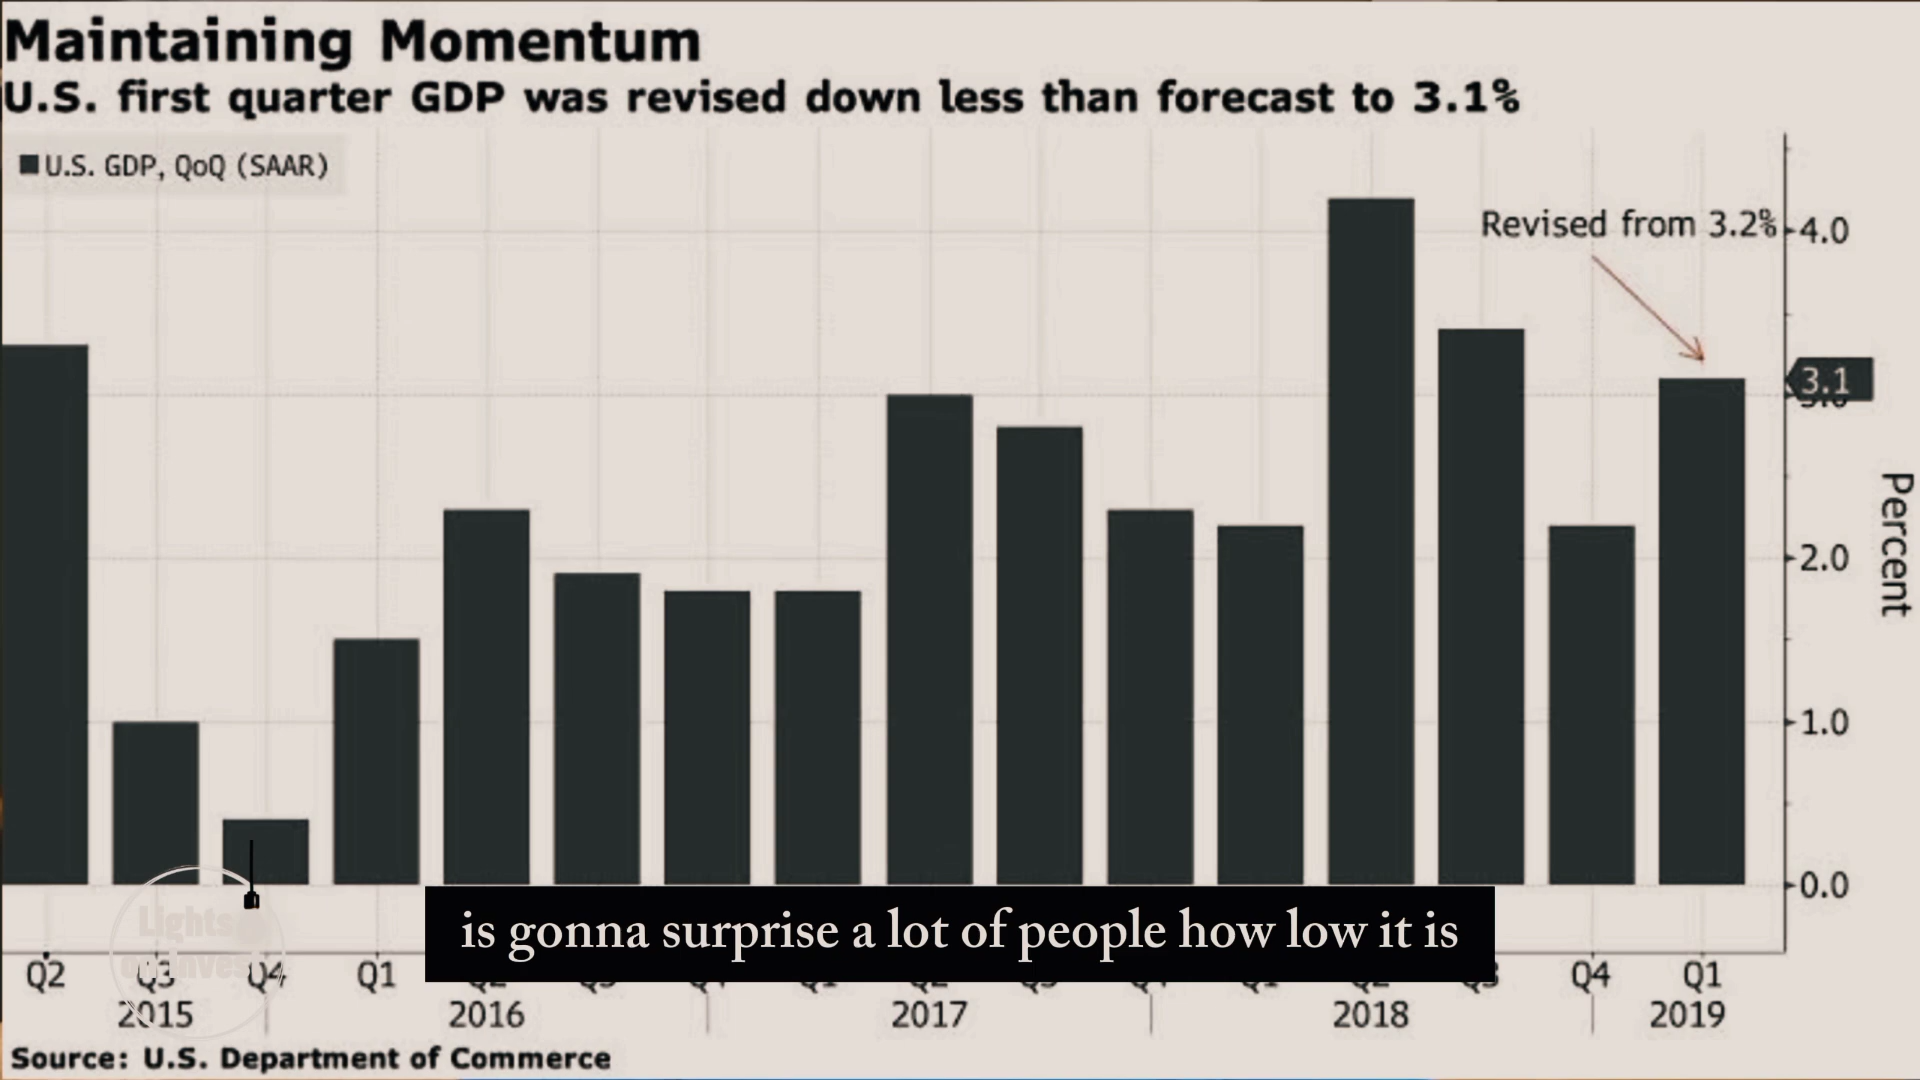 Maintaining Momentum
U.S. first quarter GDP was revised down less than forecast to 3.1%
U.S. GDP, QoQ (SAAR)
Revised from 3.2%
4.0
3.1
2.0
1.0
0.0
Percent
is gonna surprise a lot of people how low it is
Lights
Q2 Q3 Q4 Q1 Q4 Q1
2015 2016 2017 2018 2019
Source: U.S. Department of Commerce